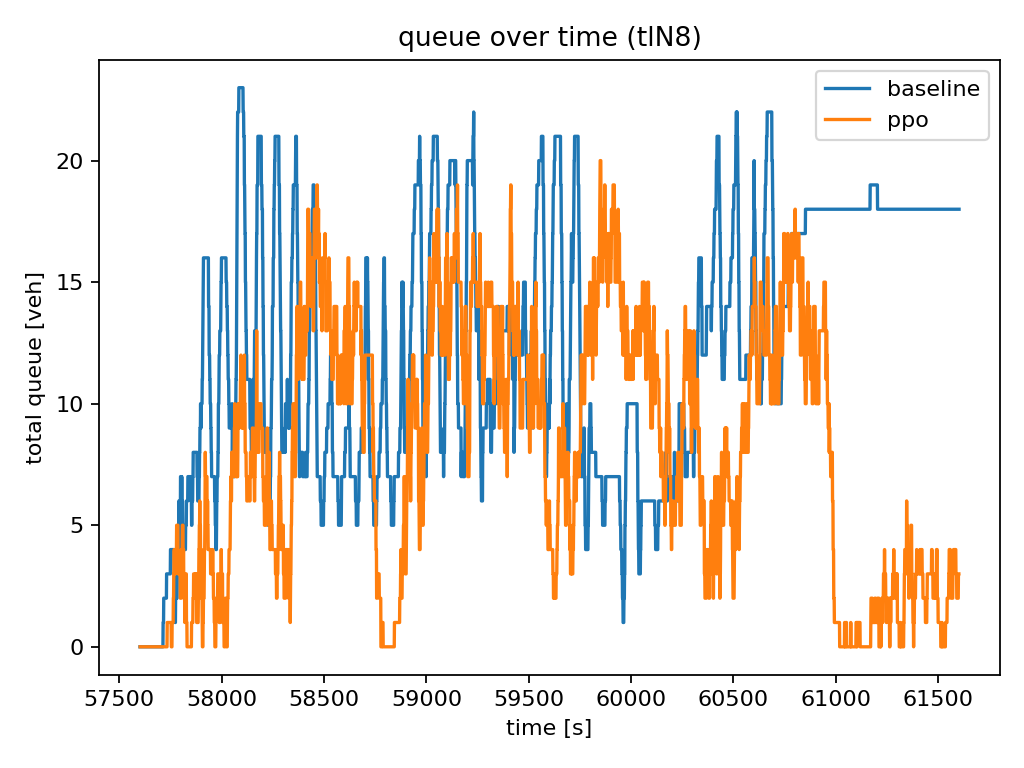 queue over time (tlN8)
baseline
ppo
total queue [veh]
20
15
10
5
0
57500 58000 58500 59000 59500 60000 60500 61000 61500
time [s]